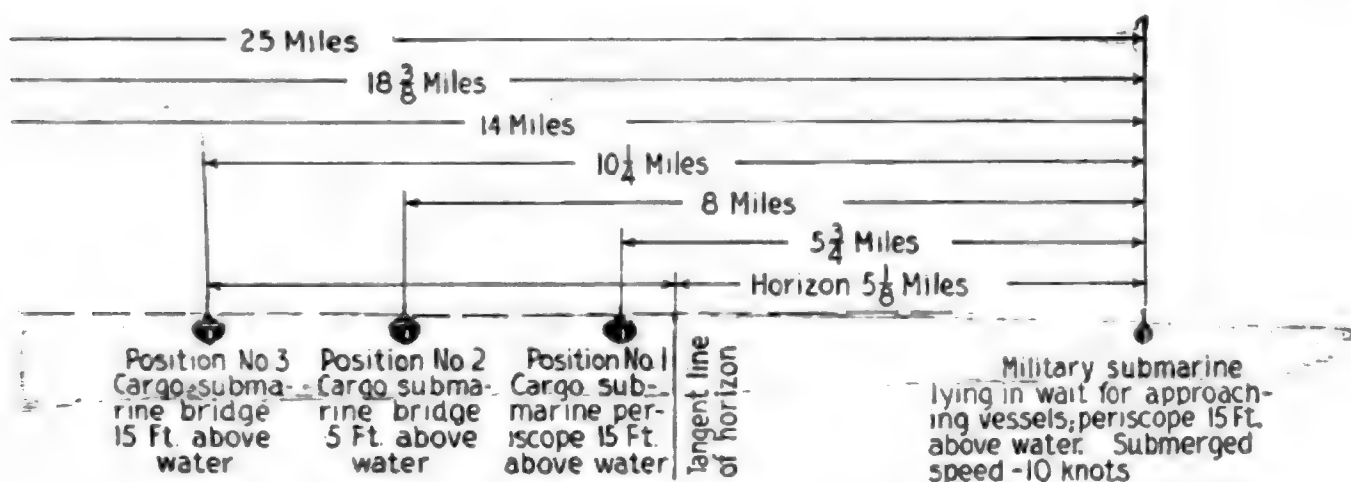 25 Miles
18 3/8 Miles
14 Miles
10 1/4 Miles
8 Miles
5 3/4 Miles
Horizon 5 1/8 Miles
Position No 3
Cargo subma-
rine bridge
15 Ft. above
water
Position No 2
Cargo subma-
rine bridge
5 Ft. above
water
Position No 1
Cargo sub-
marine per-
iscope 15 Ft.
above water
Tangent line
of horizon
Military submarine
lying in wait for approach-
ing vessels; periscope 15 Ft.
above water. Submerged
speed - 10 knots